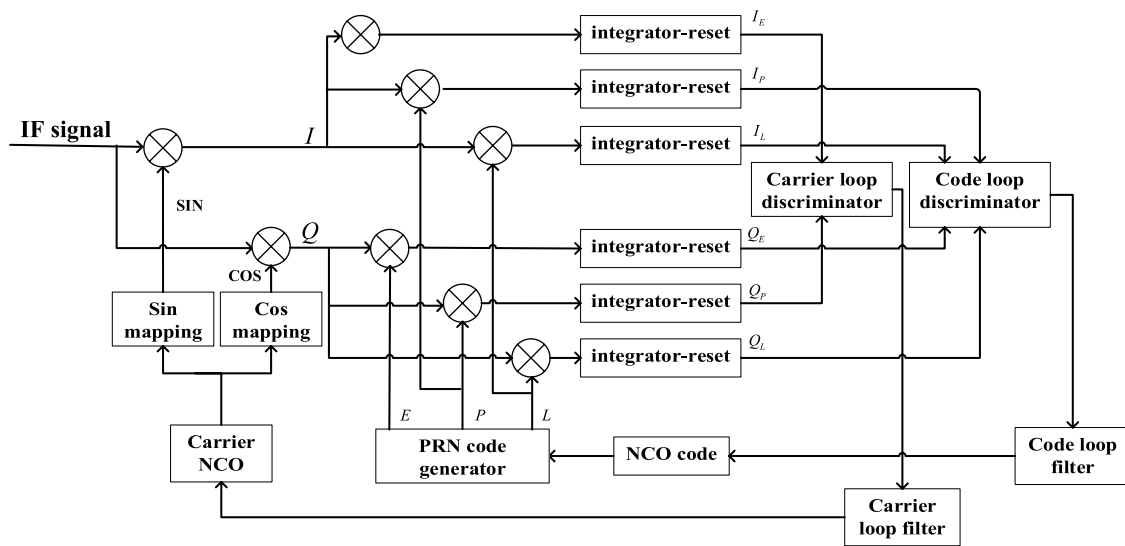 I_E
integrator-reset
I_P
integrator-reset
IF signal
I
I_L
integrator-reset
Carrier loop
discriminator
Code loop
discriminator
SIN
Q
Q_E
integrator-reset
COS
Q_P
integrator-reset
Sin
mapping
Cos
mapping
Q_L
integrator-reset
E
P
L
Carrier
NCO
PRN code
generator
NCO code
Code loop
filter
Carrier
loop filter